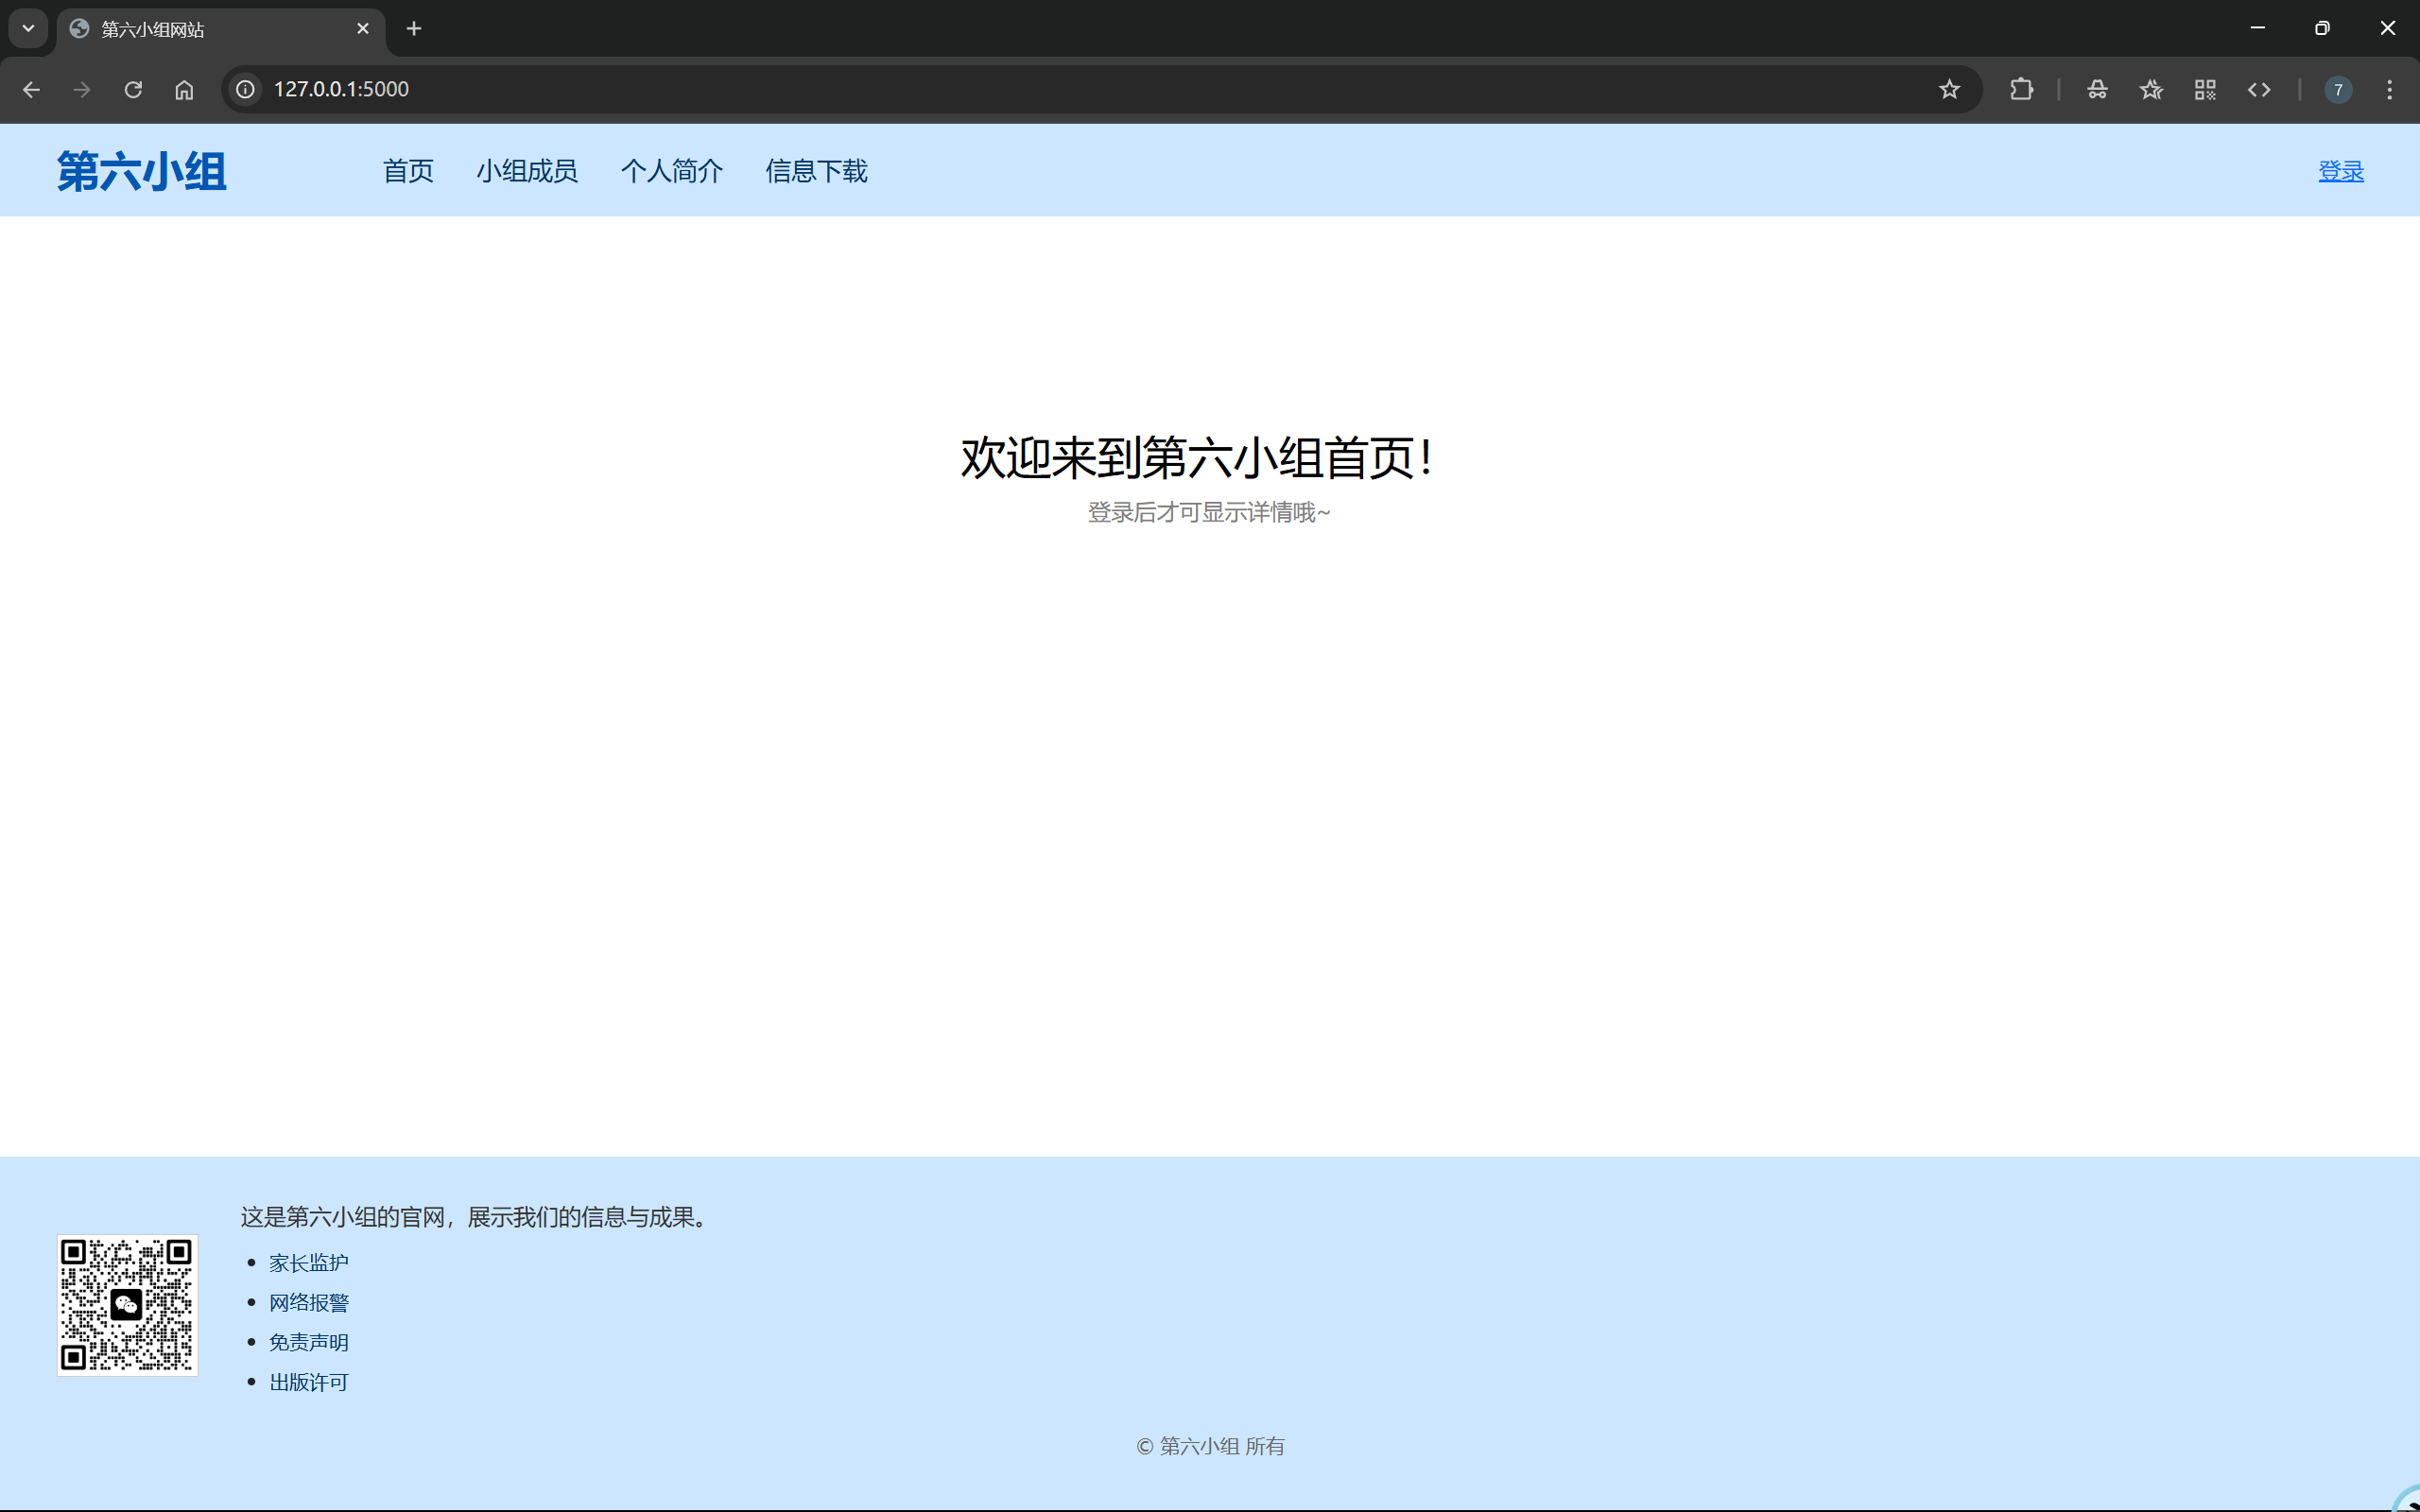 第六小组网站
127.0.0.1:5000
7
第六小组 首页 小组成员 个人简介 信息下载 登录
欢迎来到第六小组首页！
登录后才可显示详情哦~
这是第六小组的官网，展示我们的信息与成果。
家长监护
网络报警
免责声明
出版许可
© 第六小组 所有